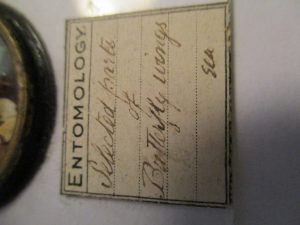 ENTOMOLOGY.
Selected parts
of
Butterfly wings